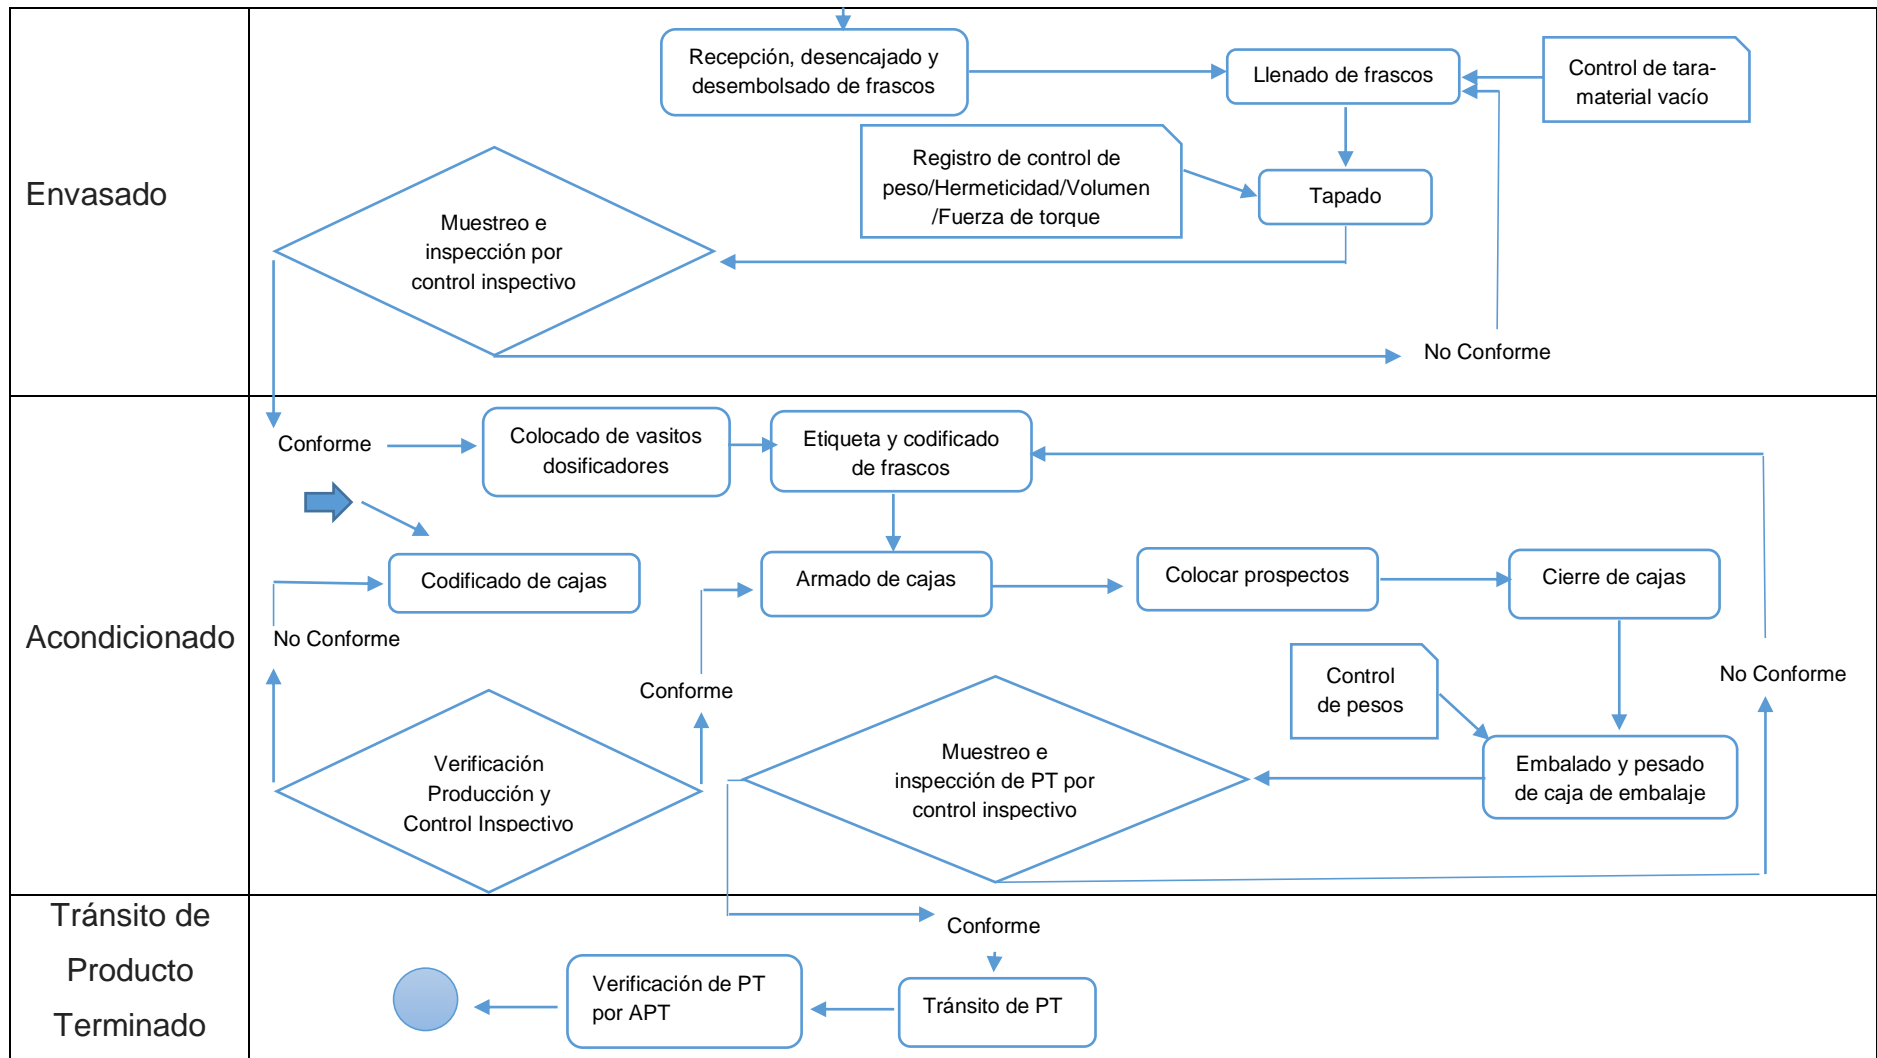 Envasado
Recepción, desencajado y
desembolsado de frascos
Llenado de frascos
Control de tara-
material vacío
Registro de control de
peso/Hermeticidad/Volumen
/Fuerza de torque
Tapado
Muestreo e
inspección por
control inspectivo
No Conforme
Acondicionado
Conforme
Colocado de vasitos
dosificadores
Etiqueta y codificado
de frascos
Codificado de cajas
Armado de cajas
Colocar prospectos
Cierre de cajas
No Conforme
Conforme
Control
de pesos
No Conforme
Verificación
Producción y
Control Inspectivo
Muestreo e
inspección de PT por
control inspectivo
Embalado y pesado
de caja de embalaje
Tránsito de
Producto
Terminado
Conforme
Verificación de PT
por APT
Tránsito de PT